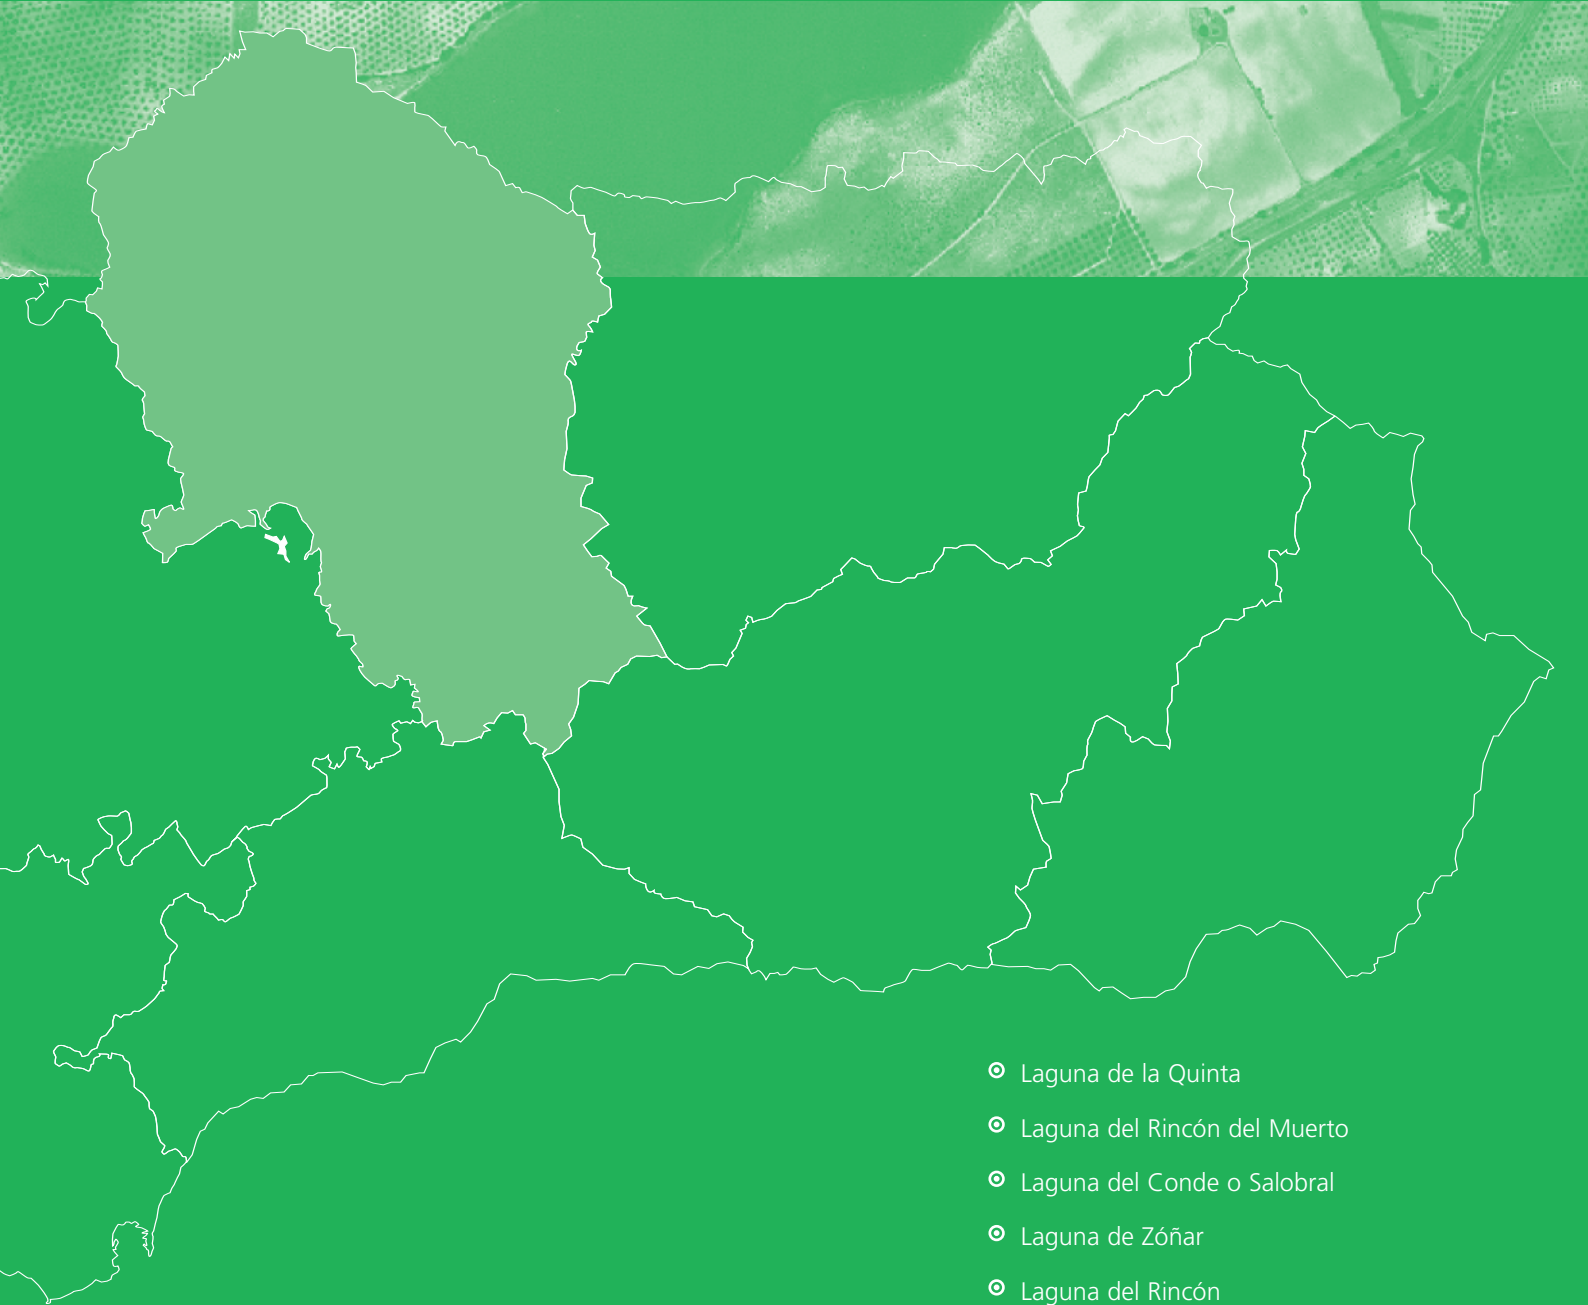 Laguna de la Quinta
Laguna del Rincón del Muerto
Laguna del Conde o Salobral
Laguna de Zóñar
Laguna del Rincón